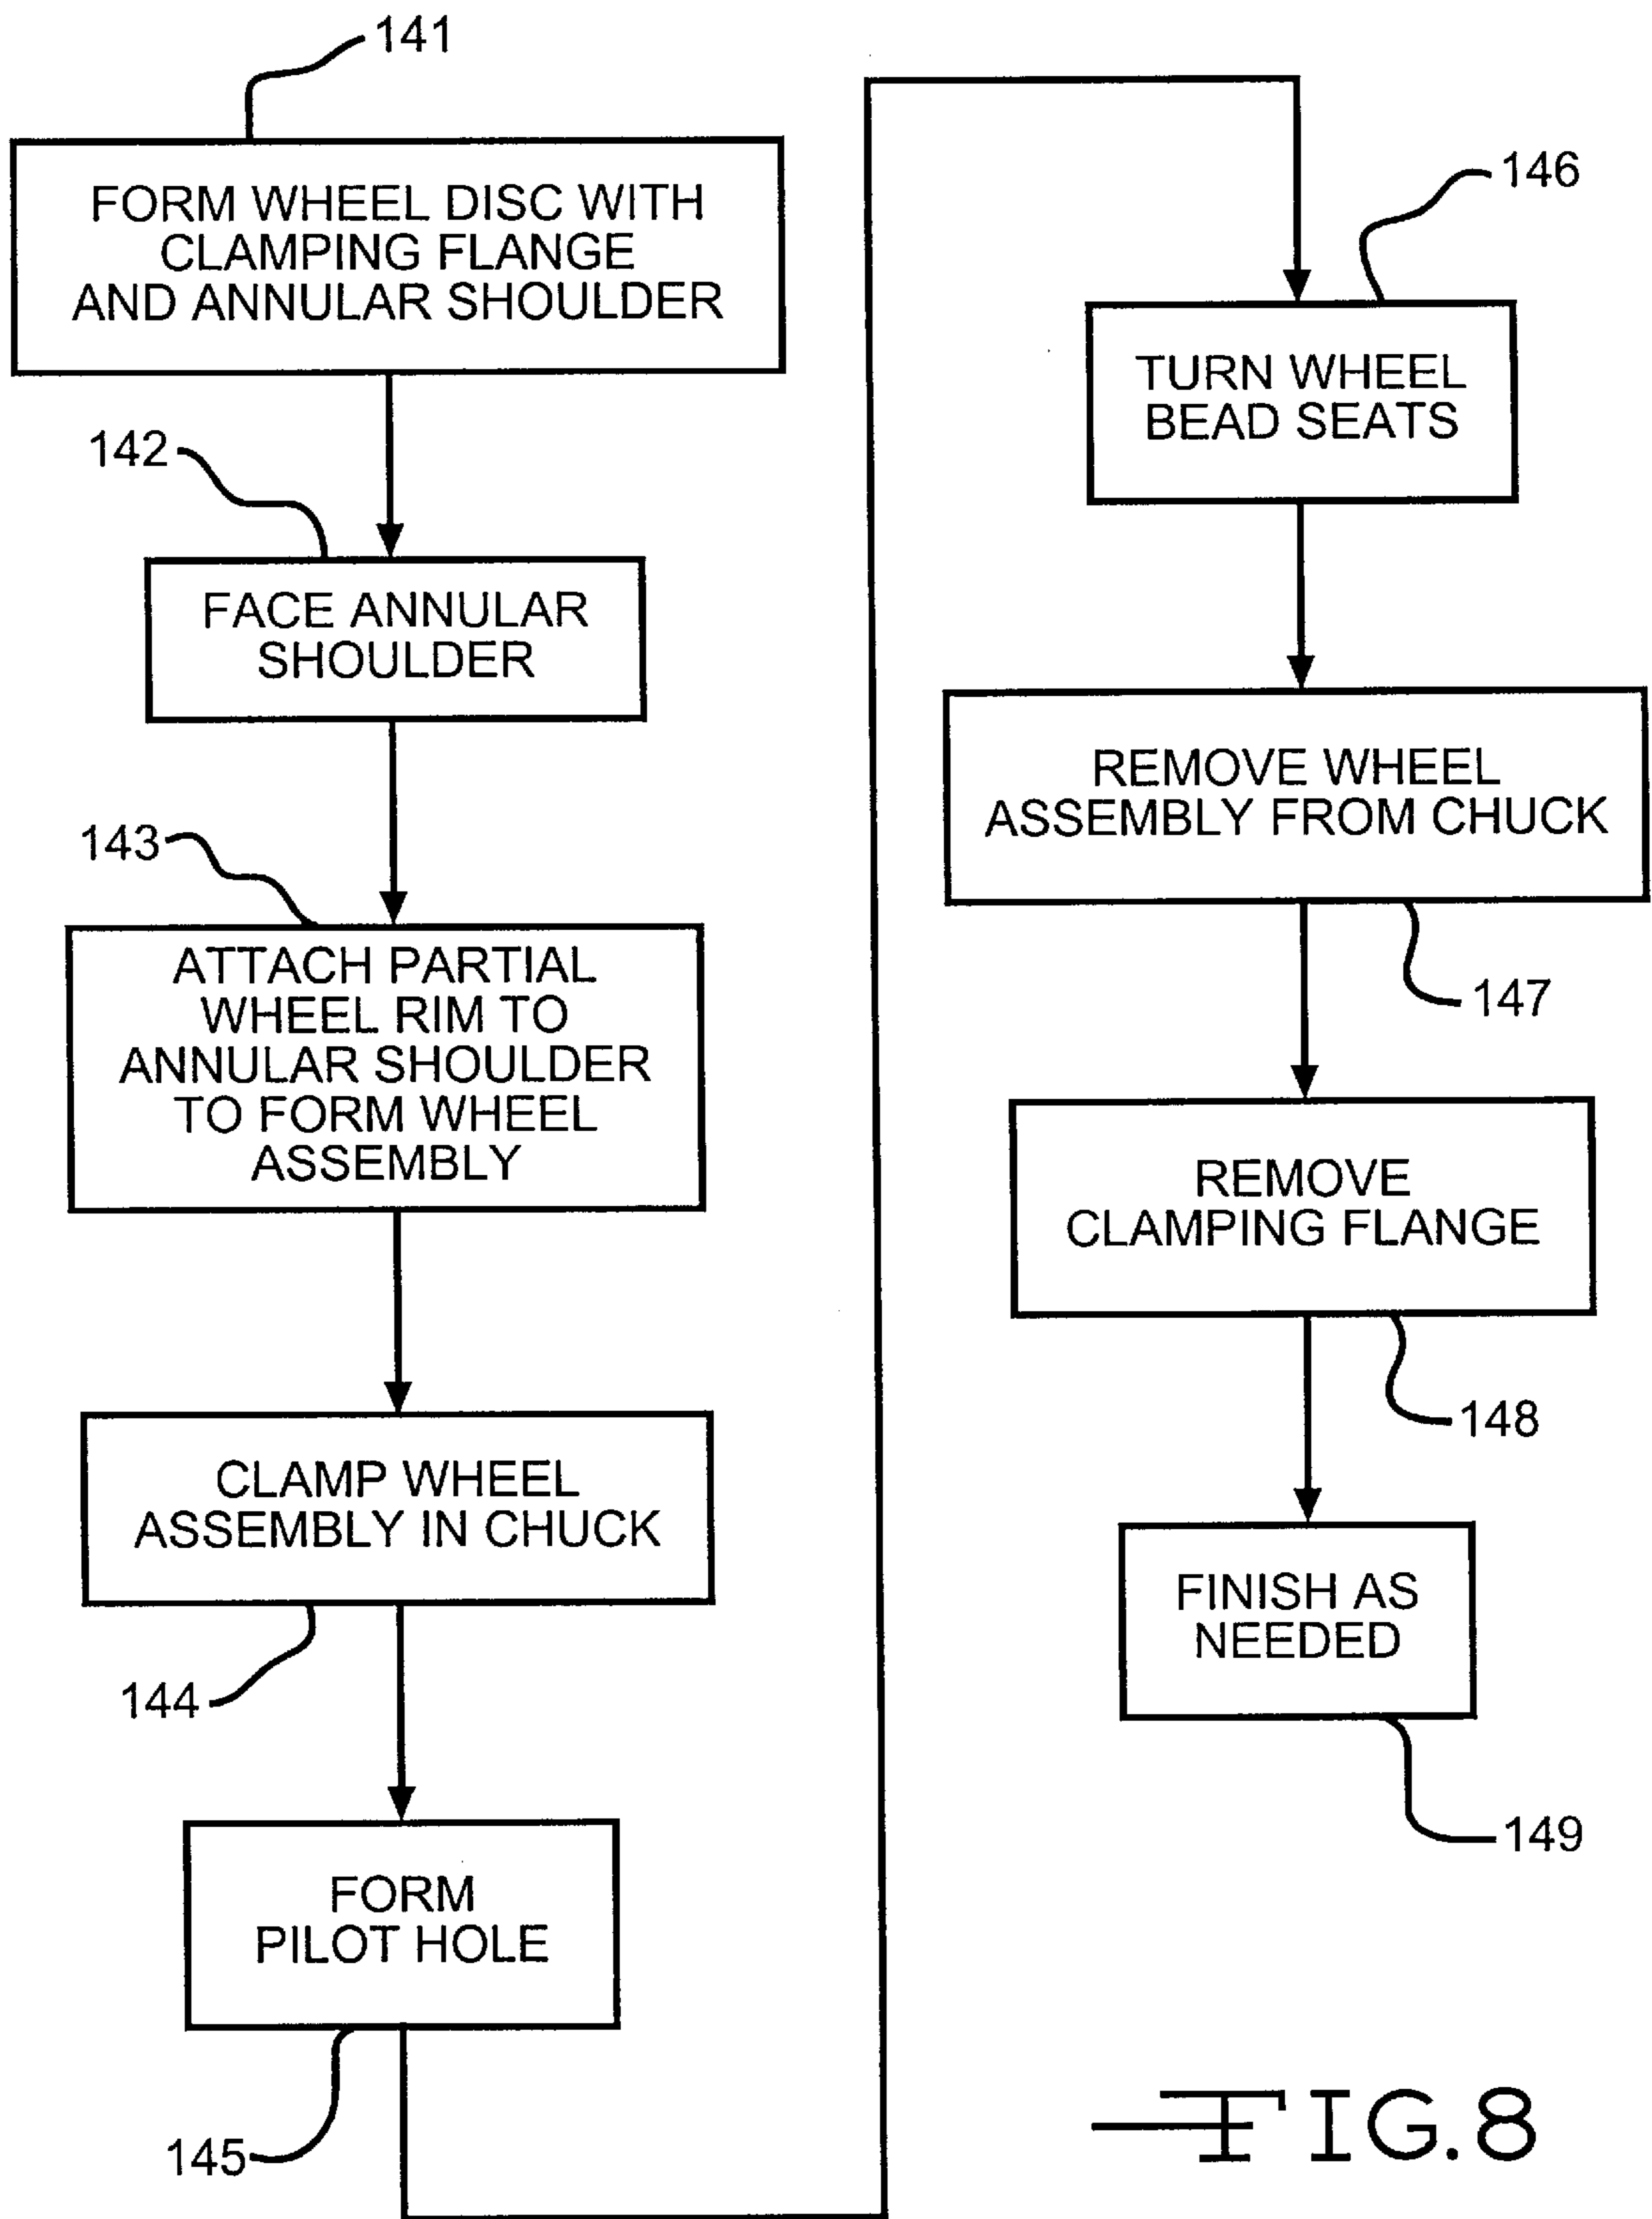 141
FORM WHEEL DISC WITH
CLAMPING FLANGE
AND ANNULAR SHOULDER
142
FACE ANNULAR
SHOULDER
143
ATTACH PARTIAL
WHEEL RIM TO
ANNULAR SHOULDER
TO FORM WHEEL
ASSEMBLY
CLAMP WHEEL
ASSEMBLY IN CHUCK
144
FORM
PILOT HOLE
145
146
TURN WHEEL
BEAD SEATS
REMOVE WHEEL
ASSEMBLY FROM CHUCK
147
REMOVE
CLAMPING FLANGE
148
FINISH AS
NEEDED
149
FIG.8